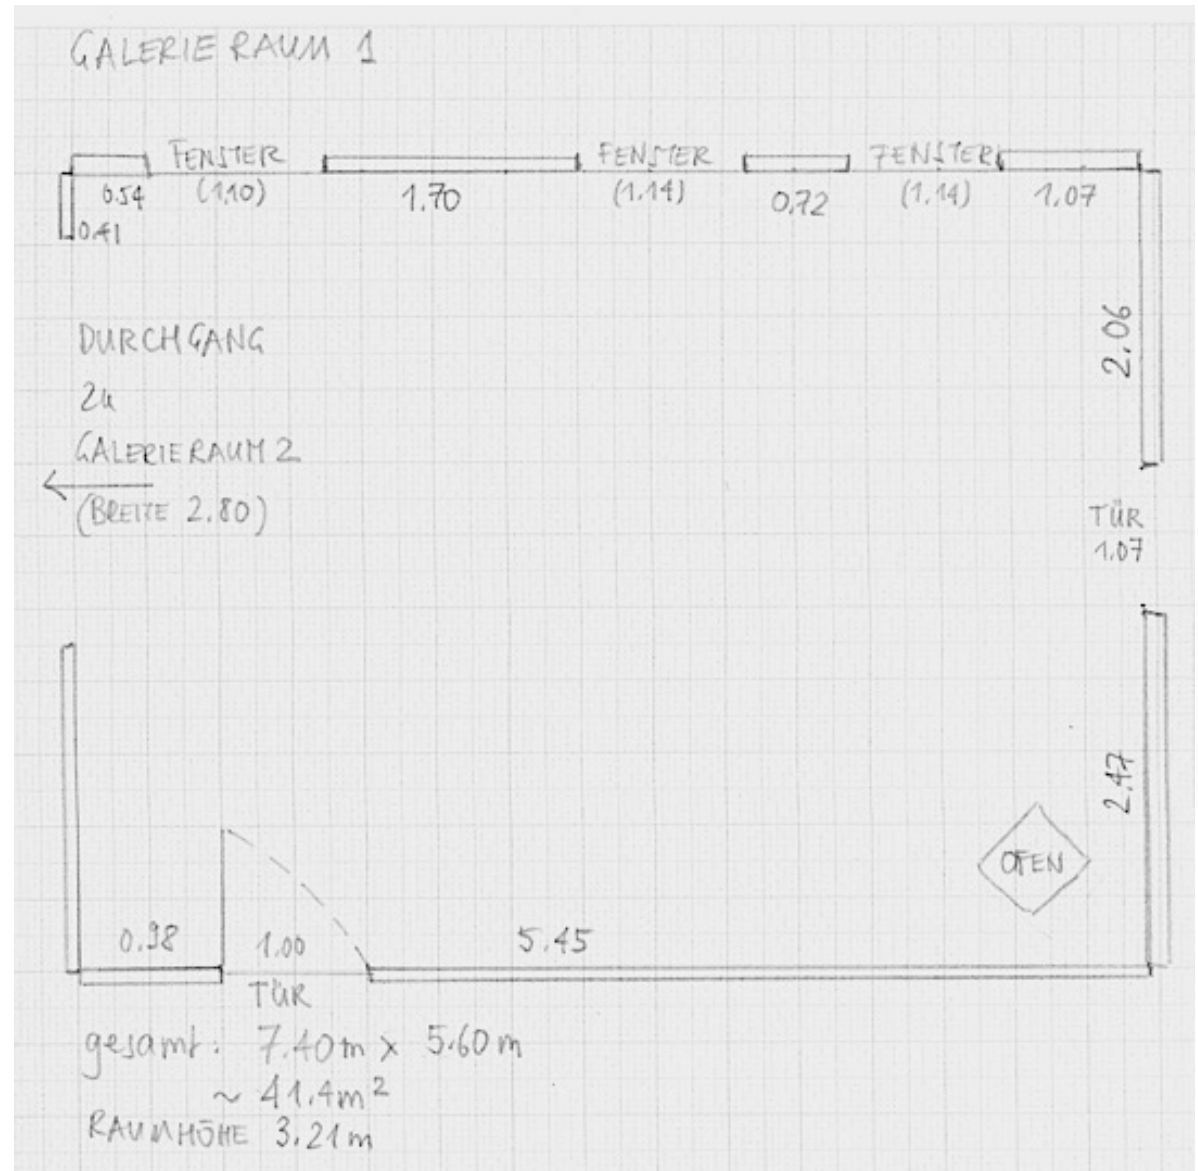 GALERIE RAUM 1
FENSTER FENSTER FENSTER
0.54 (1.10) 1.70 (1.14) 0.72 (1.14) 1.07
0.41
2.06
DURCHGANG
zu
GALERIERAUM 2
(BREITE 2.80)
TÜR
1.07
2.47
OFEN
0.98 1.00 5.45
TÜR
gesamt: 7.40m x 5.60m
~ 41.4m²
RAUMHÖHE 3.21m